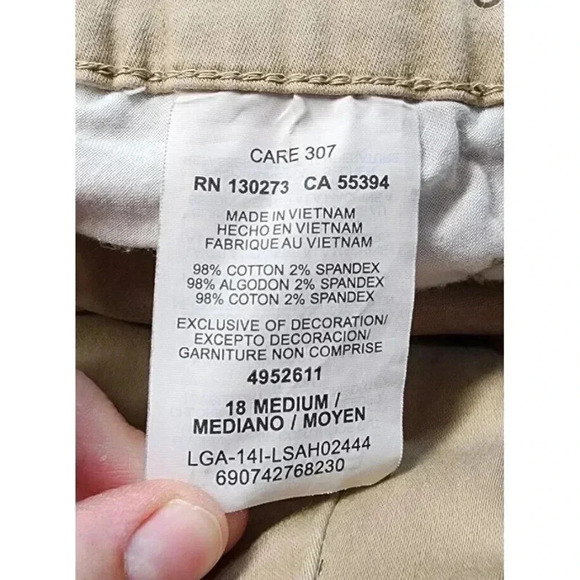 CARE 307
RN 130273 CA 55394
MADE IN VIETNAM
HECHO EN VIETNAM
FABRIQUE AU VIETNAM
98% COTTON 2% SPANDEX
98% ALGODON 2% SPANDEX
98% COTON 2% SPANDEX
EXCLUSIVE OF DECORATION/
EXCEPTO DECORACION/
GARNITURE NON COMPRISE
4952611
18 MEDIUM /
MEDIANO / MOYEN
LGA-14I-LSAH02444
690742768230